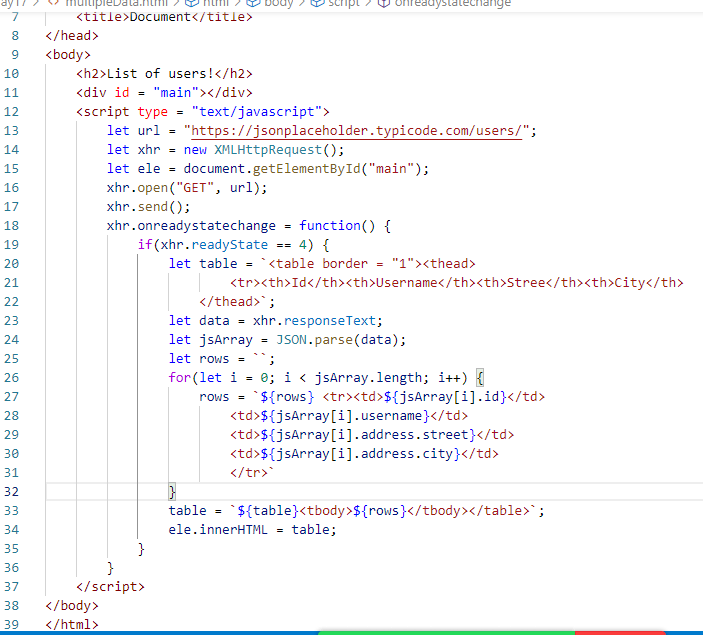 ay17 > multipleData.html > html > body > script > onreadystatechange
7 <title>Document</title>
8 </head>
9 <body>
10 <h2>List of users!</h2>
11 <div id = "main"></div>
12 <script type = "text/javascript">
13 let url = "https://jsonplaceholder.typicode.com/users/";
14 let xhr = new XMLHttpRequest();
15 let ele = document.getElementById("main");
16 xhr.open("GET", url);
17 xhr.send();
18 xhr.onreadystatechange = function() {
19 if(xhr.readyState == 4) {
20 let table = `<table border = "1"><thead>
21 <tr><th>Id</th><th>Username</th><th>Stree</th><th>City</th>
22 </thead>`;
23 let data = xhr.responseText;
24 let jsArray = JSON.parse(data);
25 let rows = ``;
26 for(let i = 0; i < jsArray.length; i++) {
27 rows = `${rows} <tr><td>${jsArray[i].id}</td>
28 <td>${jsArray[i].username}</td>
29 <td>${jsArray[i].address.street}</td>
30 <td>${jsArray[i].address.city}</td>
31 </tr>`
32 }
33 table = `${table}<tbody>${rows}</tbody></table>`;
34 ele.innerHTML = table;
35 }
36 }
37 </script>
38 </body>
39 </html>